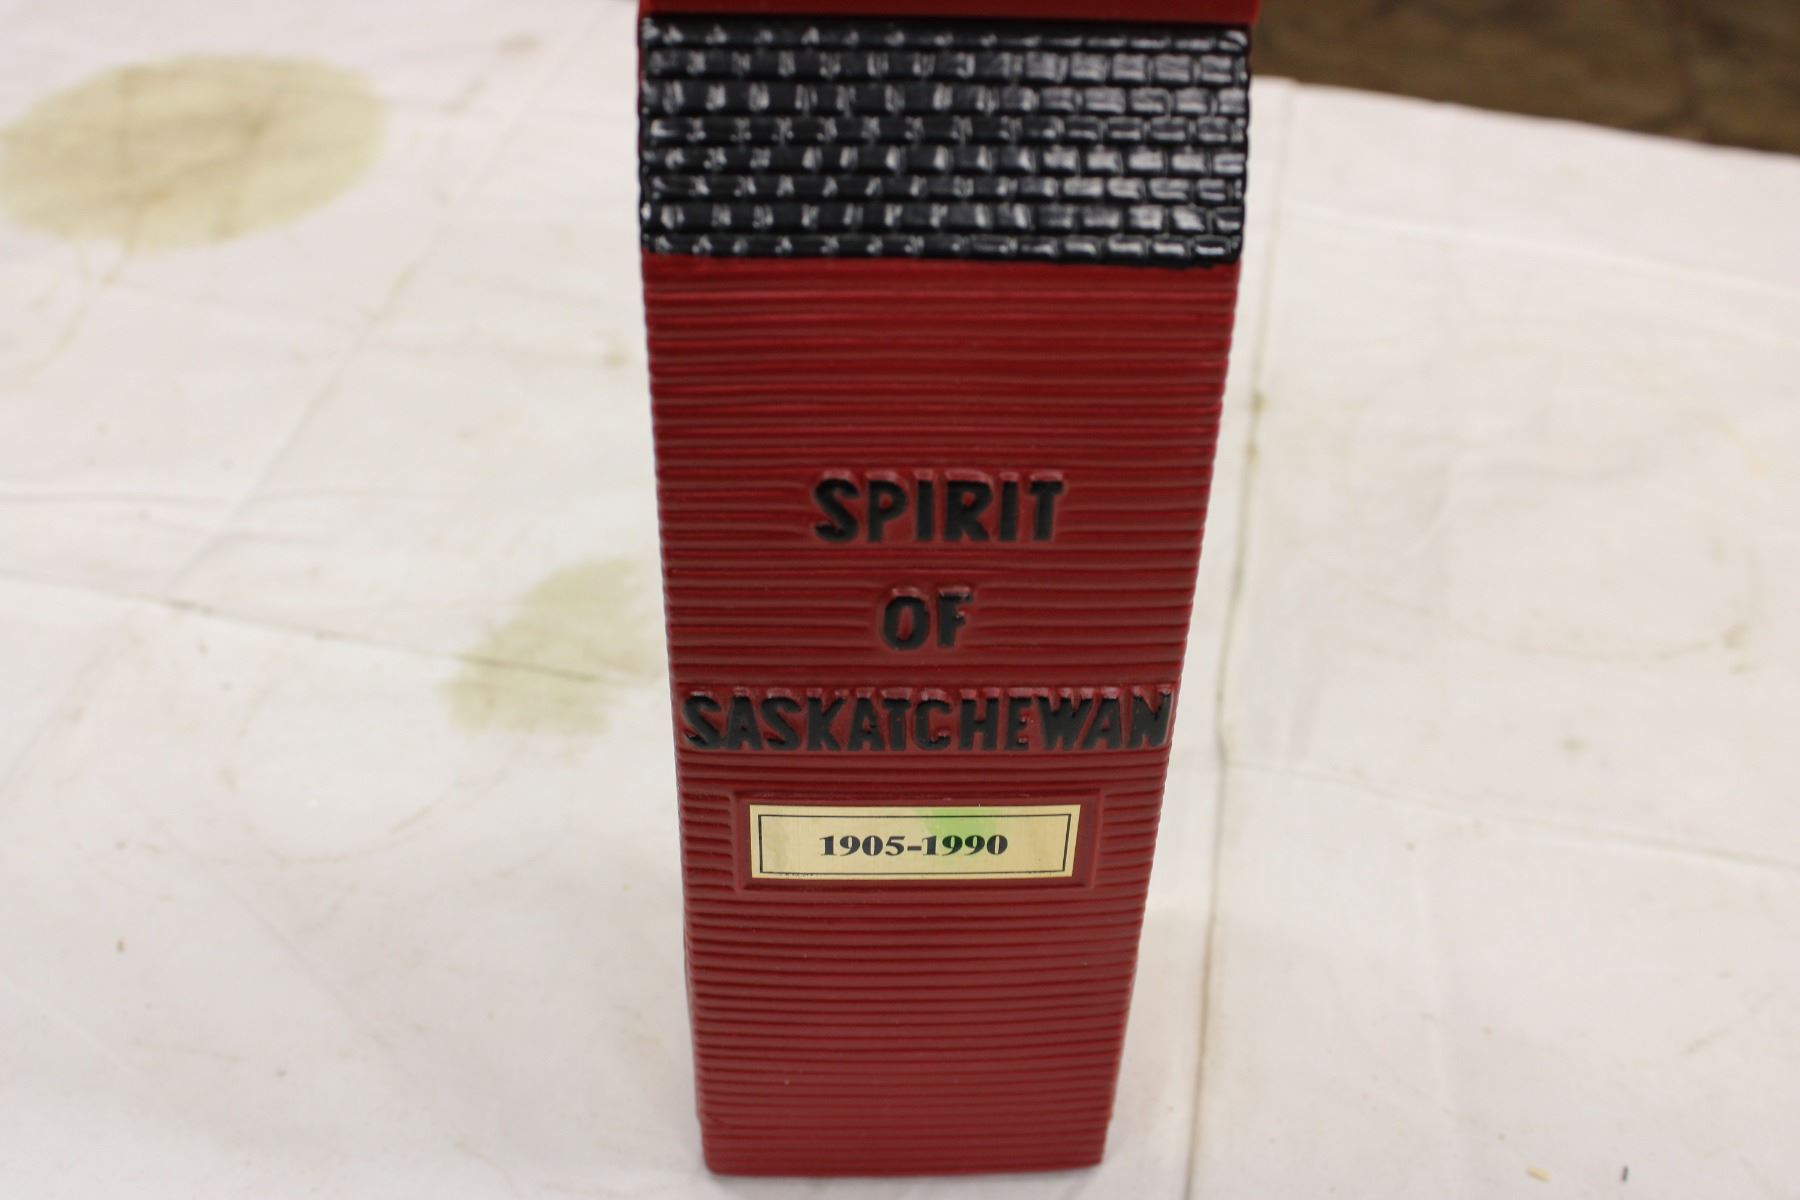 SPIRIT
OF
SASKATCHEWAN
1905-1990